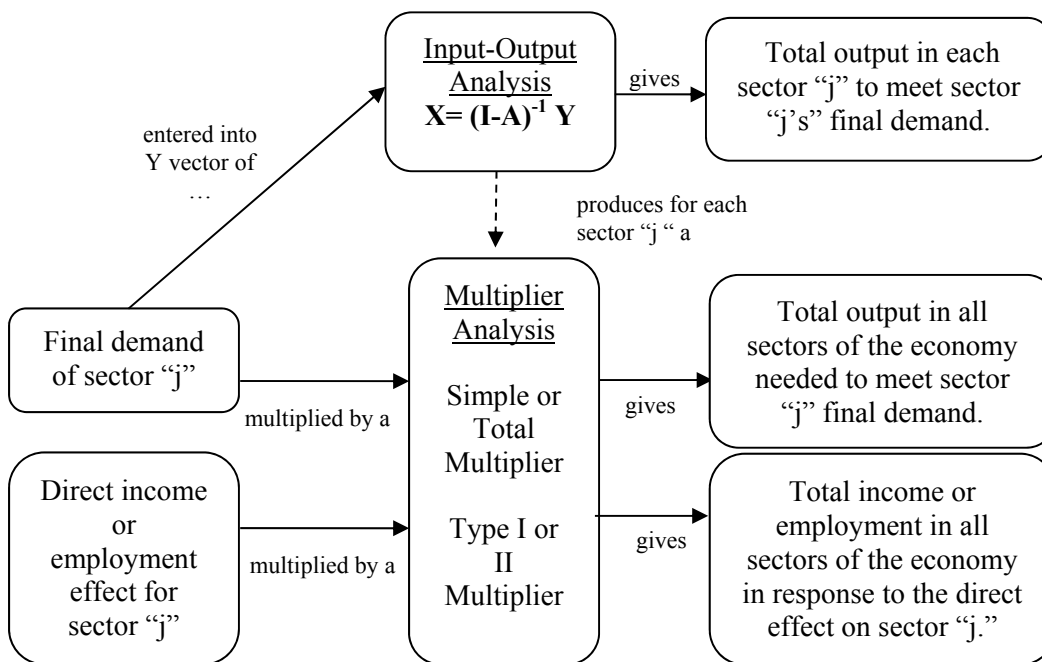 Input-Output
Analysis
X= (I-A)-1 Y
gives
Total output in each
sector “j” to meet sector
“j’s” final demand.
entered into
Y vector of
…
produces for each
sector “j “ a
Final demand
of sector “j”
multiplied by a
Multiplier
Analysis
Simple or
Total
Multiplier
Type I or
II
Multiplier
gives
Total output in all
sectors of the economy
needed to meet sector
“j” final demand.
Direct income
or
employment
effect for
sector “j”
multiplied by a
gives
Total income or
employment in all
sectors of the economy
in response to the direct
effect on sector “j.”